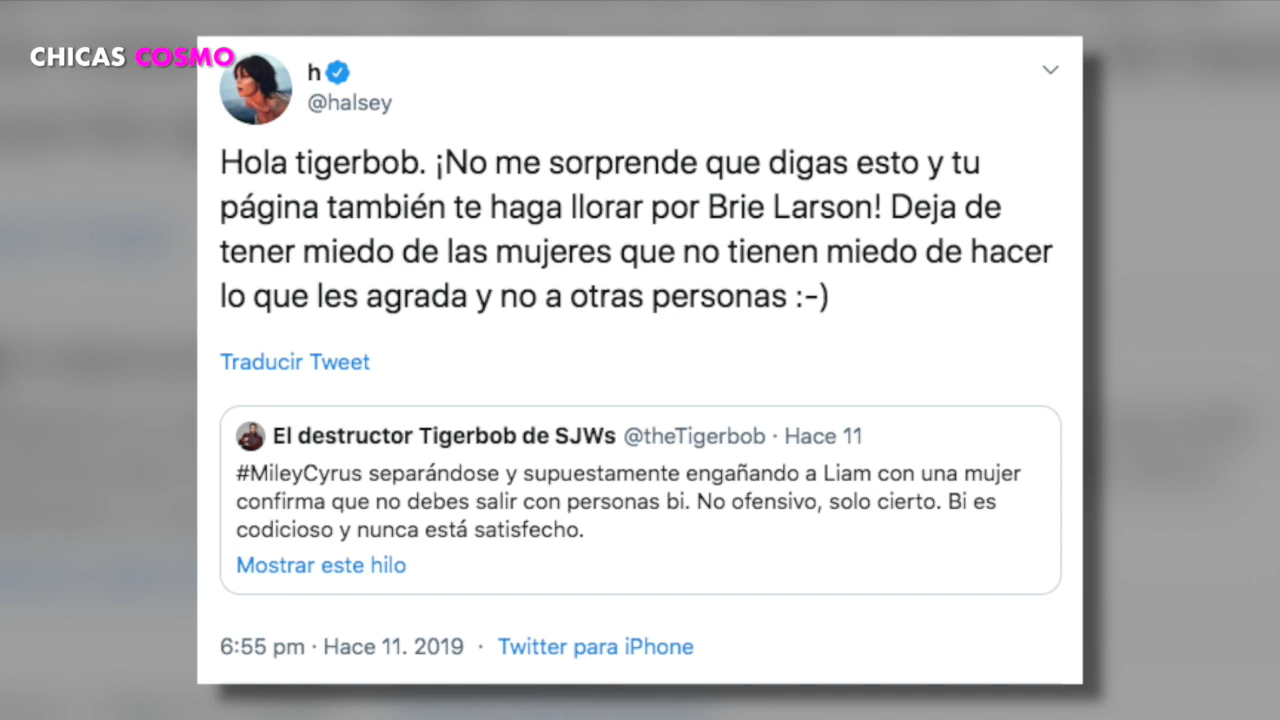 CHICAS COSMO
h
@halsey
Hola tigerbob. ¡No me sorprende que digas esto y tu
página también te haga llorar por Brie Larson! Deja de
tener miedo de las mujeres que no tienen miedo de hacer
lo que les agrada y no a otras personas :-)
Traducir Tweet
El destructor Tigerbob de SJWs @theTigerbob · Hace 11
#MileyCyrus separándose y supuestamente engañando a Liam con una mujer
confirma que no debes salir con personas bi. No ofensivo, solo cierto. Bi es
codicioso y nunca está satisfecho.
Mostrar este hilo
6:55 pm · Hace 11. 2019 · Twitter para iPhone